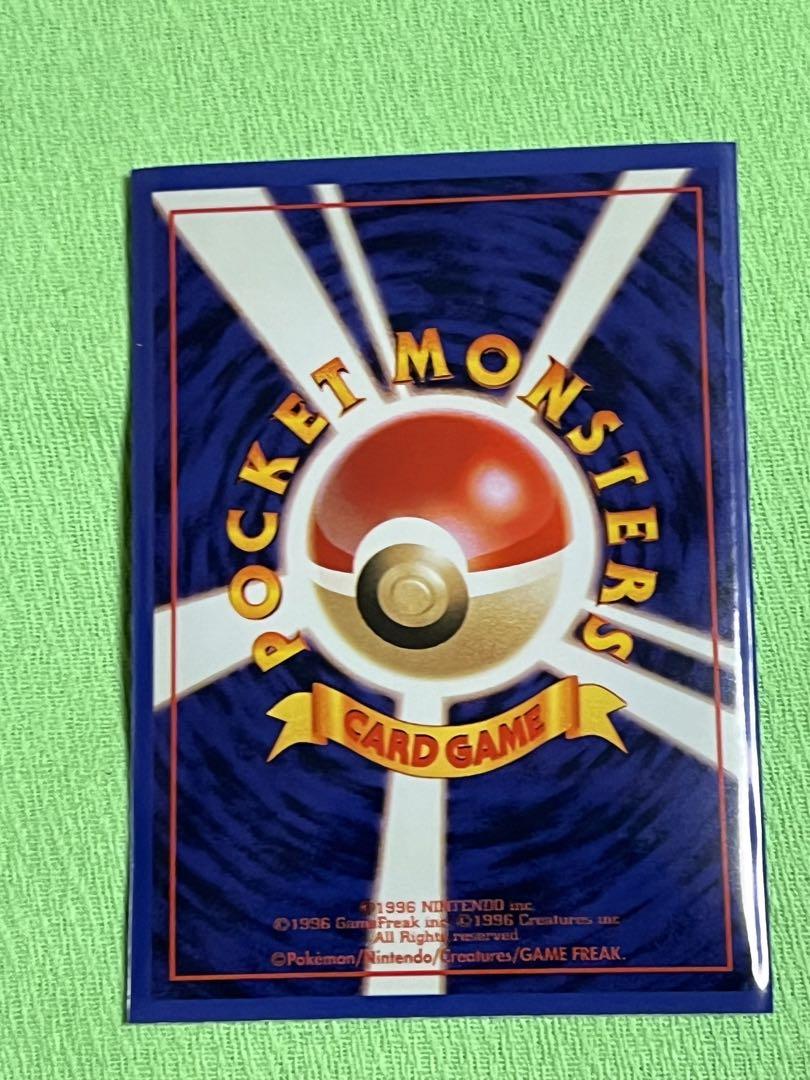 POCKET MONSTERS
CARD GAME
©1996 NINTENDO inc.
©1996 GameFreak inc. ©1996 Creatures inc
All Rights reserved
©Pokémon/Nintendo/Creatures/GAME FREAK.